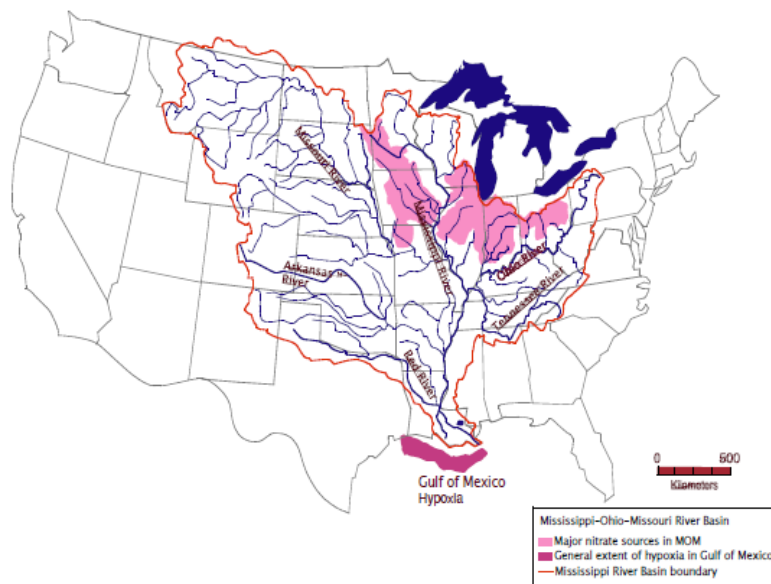 Missouri River
Mississippi River
Ohio River
Arkansas
River
Tennessee River
Red River
0 500
Kilometers
Gulf of Mexico
Hypoxia
Mississippi-Ohio-Missouri River Basin
Major nitrate sources in MOM
General extent of hypoxia in Gulf of Mexico
Mississippi River Basin boundary